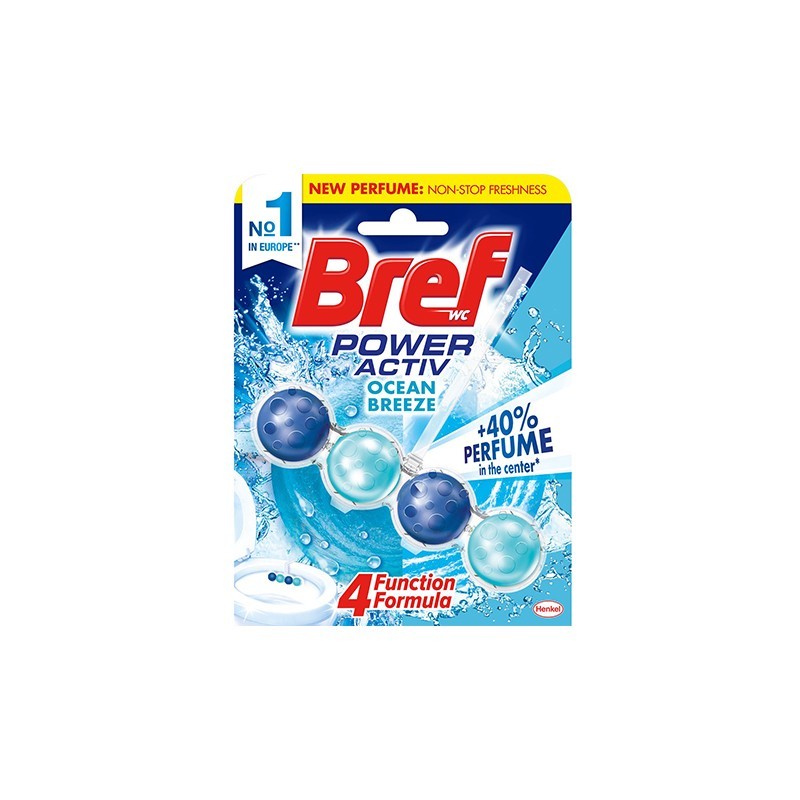 NEW PERFUME: NON-STOP FRESHNESS
№1
IN EUROPE**
Bref
WC
POWER
ACTIV
OCEAN
BREEZE
+40%
PERFUME
in the center*
4 Function
Formula
Henkel